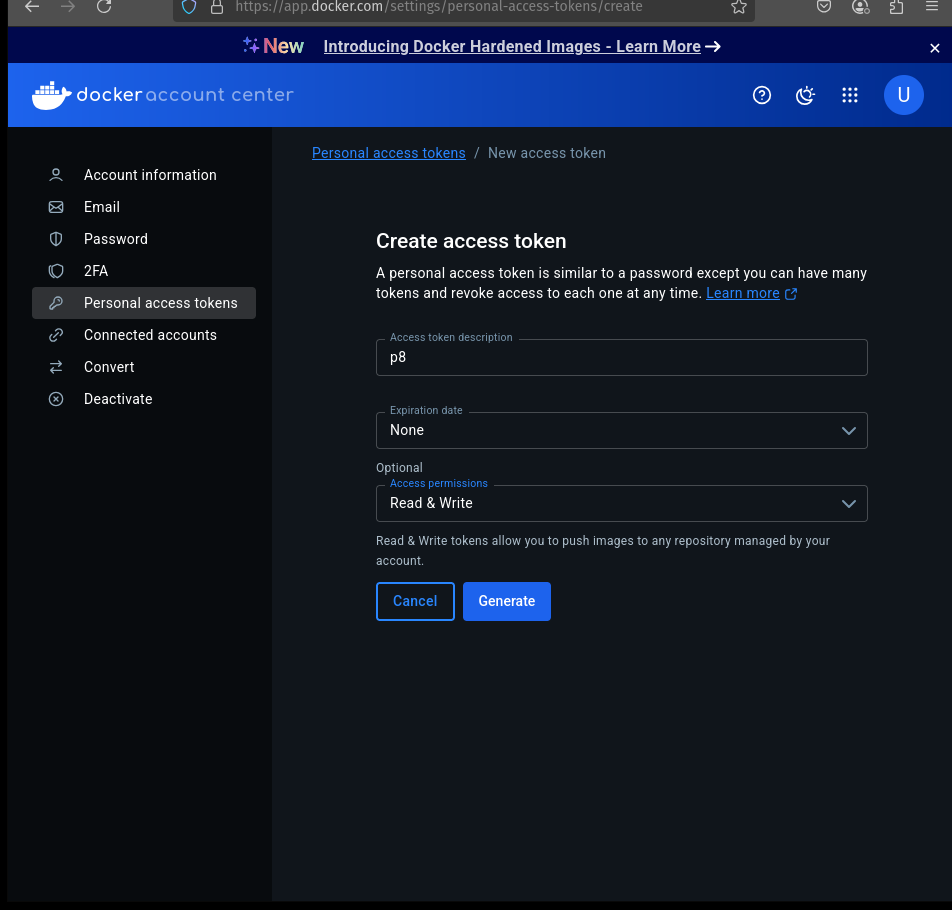 https://app.docker.com/settings/personal-access-tokens/create
New Introducing Docker Hardened Images - Learn More
docker account center
U
Personal access tokens / New access token
Account information
Email
Password
2FA
Personal access tokens
Connected accounts
Convert
Deactivate
Create access token
A personal access token is similar to a password except you can have many
tokens and revoke access to each one at any time. Learn more
Access token description
p8
Expiration date
None
Optional
Access permissions
Read & Write
Read & Write tokens allow you to push images to any repository managed by your
account.
Cancel
Generate